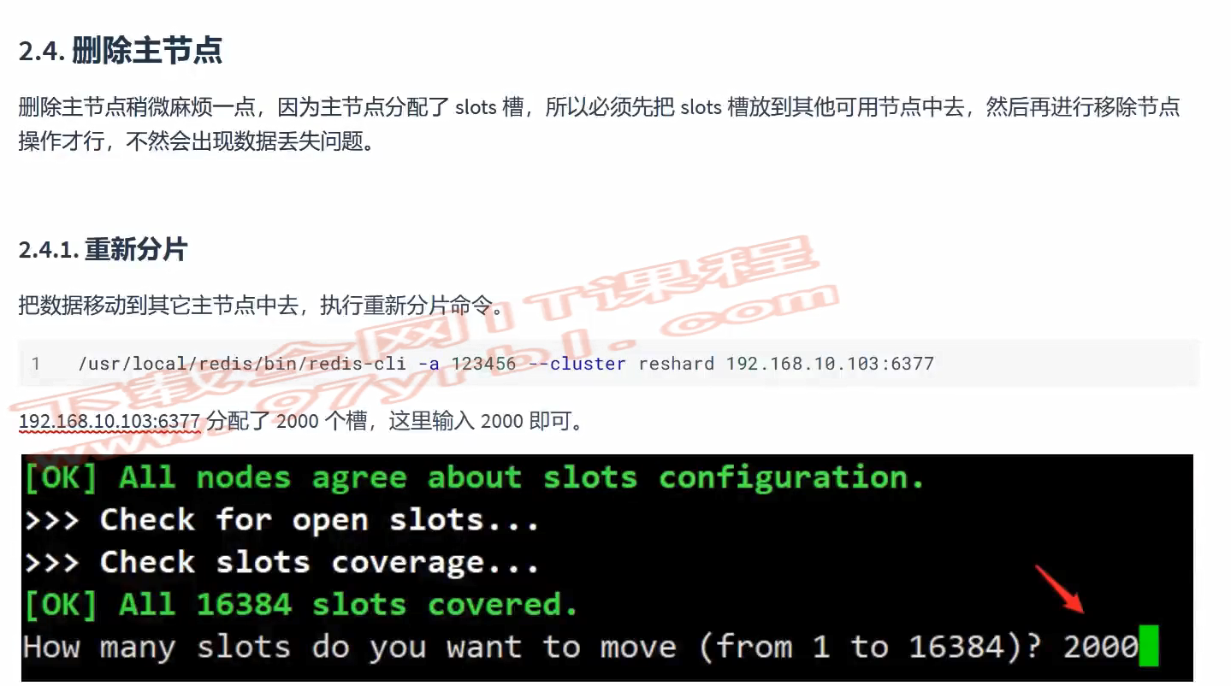 2.4. 删除主节点
删除主节点稍微麻烦一点，因为主节点分配了 slots 槽，所以必须先把 slots 槽放到其他可用节点中去，然后再进行移除节点
操作才行，不然会出现数据丢失问题。
2.4.1. 重新分片
把数据移动到其它主节点中去，执行重新分片命令。
1 /usr/local/redis/bin/redis-cli -a 123456 --cluster reshard 192.168.10.103:6377
192.168.10.103:6377 分配了 2000 个槽，这里输入 2000 即可。
下载金网IT课程
www.97yrbl.com
[OK] All nodes agree about slots configuration.
>>> Check for open slots...
>>> Check slots coverage...
[OK] All 16384 slots covered.
How many slots do you want to move (from 1 to 16384)? 2000